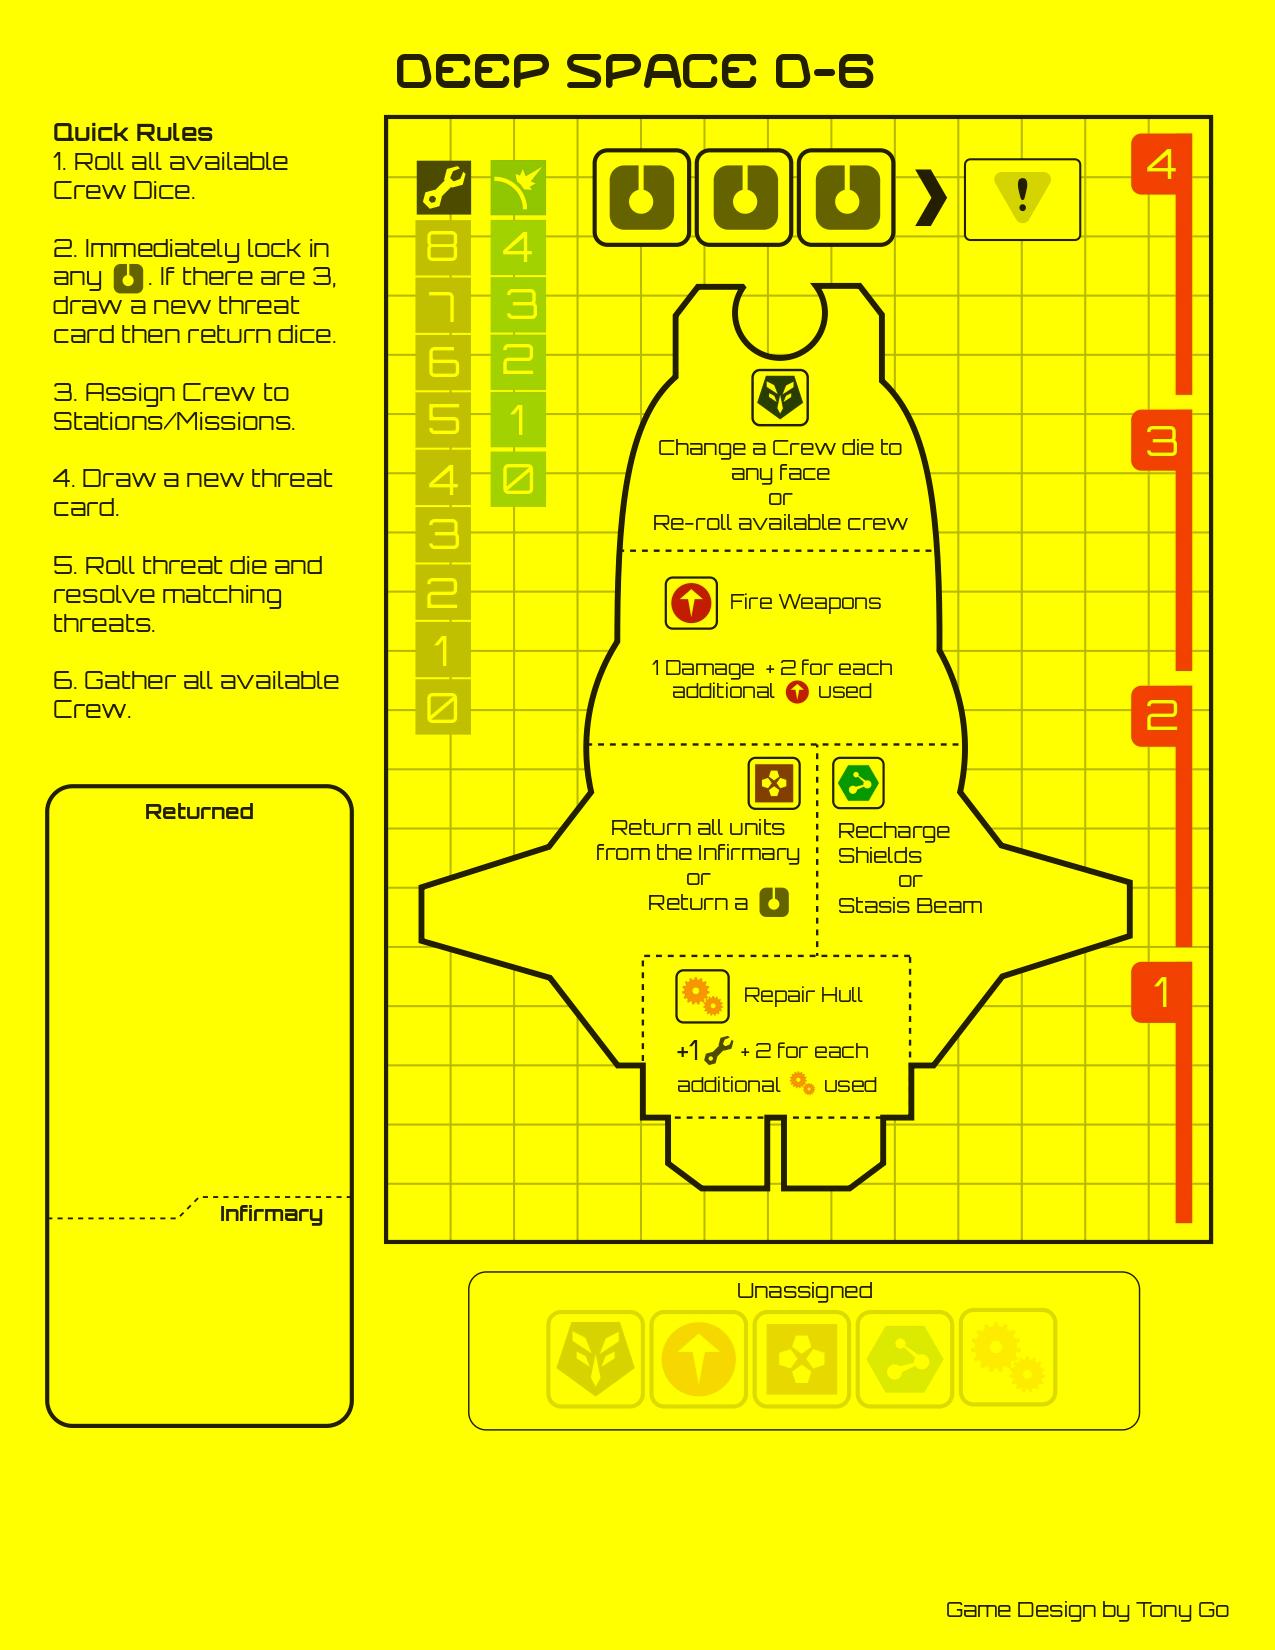 DEEP SPACE D-6
Quick Rules
1. Roll all available
Crew Dice.
2. Immediately lock in
any . If there are 3,
draw a new threat
card then return dice.
3. Assign Crew to
Stations/Missions.
4. Draw a new threat
card.
5. Roll threat die and
resolve matching
threats.
6. Gather all available
Crew.
Returned
Infirmary
8
7
6
5
4
3
2
1
0
4
3
2
1
0
!
Change a Crew die to
any face
or
Re-roll available crew
Fire Weapons
1 Damage + 2 for each
additional used
Return all units
from the Infirmary
or
Return a
Recharge
Shields
or
Stasis Beam
Repair Hull
+1 + 2 for each
additional used
4
3
2
1
Unassigned
Game Design by Tony Go